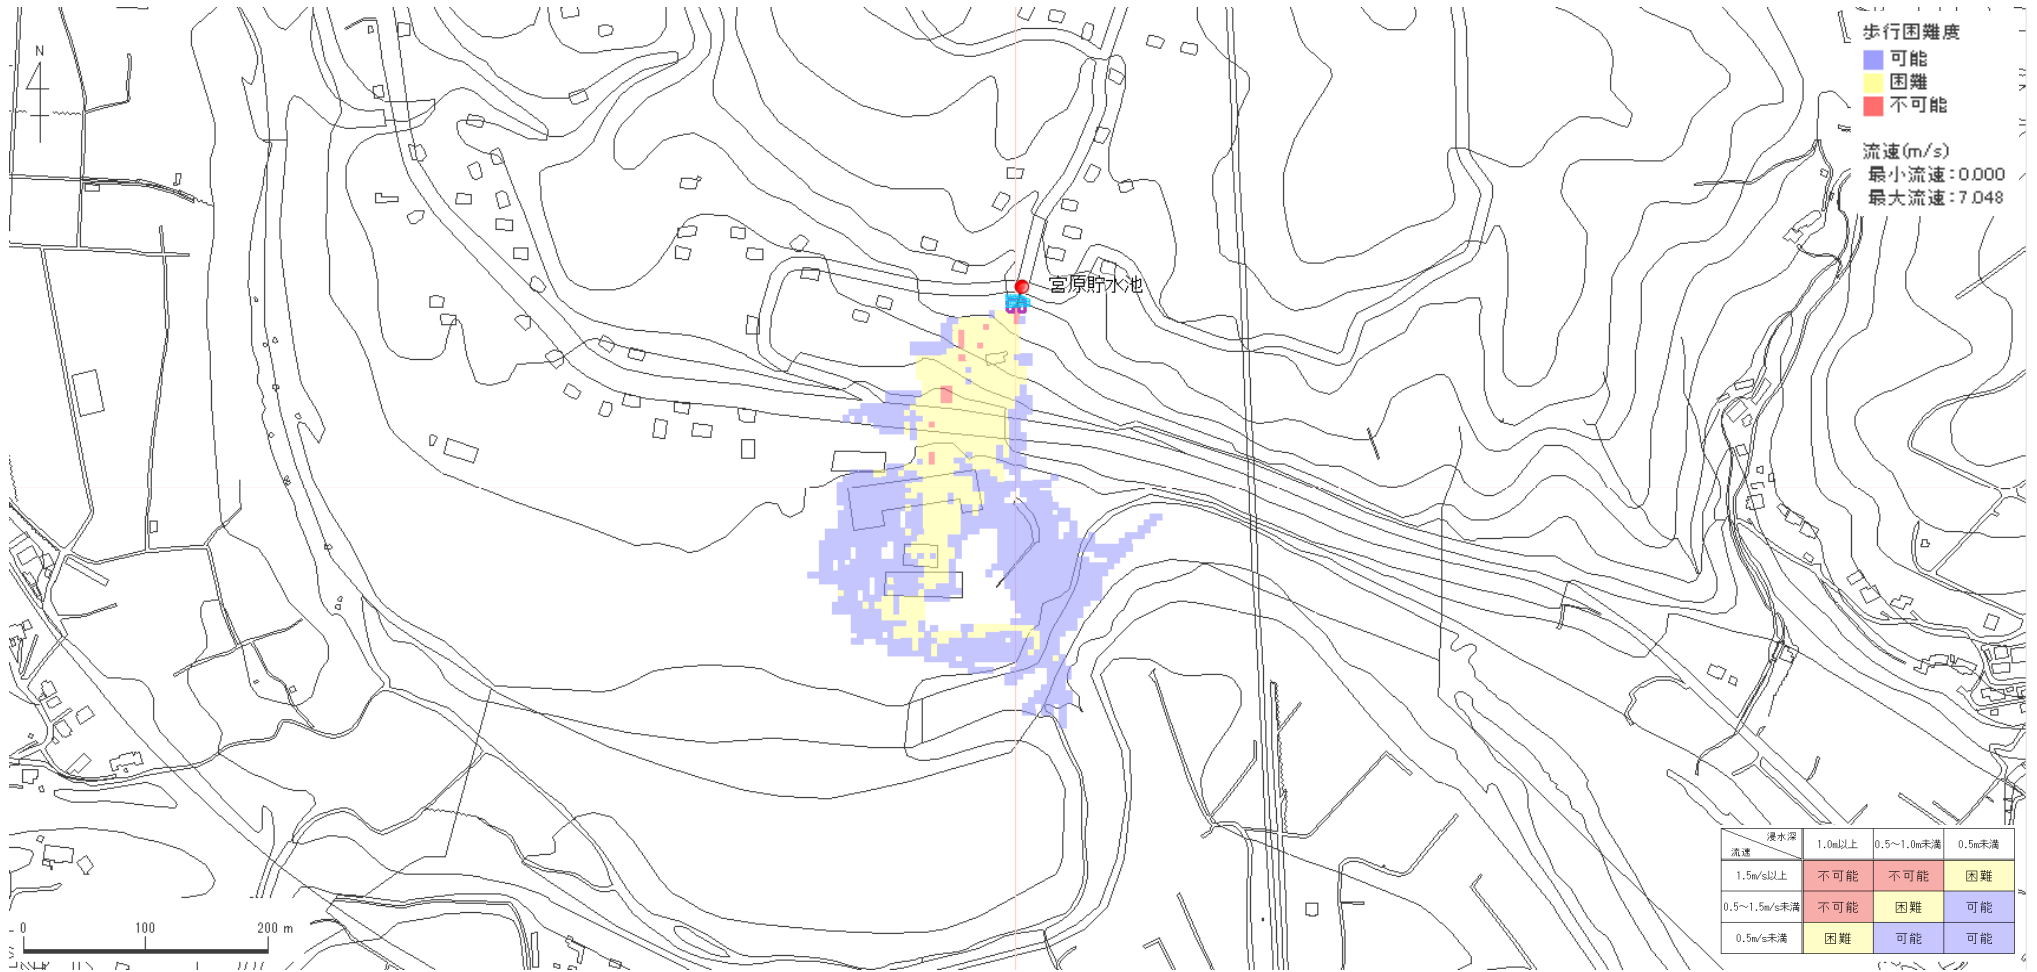 歩行困難度
可能
困難
不可能
流速(m/s)
最小流速:0.000
最大流速:7.048
N
宮原貯水池
浸水深
流速
1.0m以上 0.5~1.0m未満 0.5m未満
1.5m/s以上 不可能 不可能 困難
0.5~1.5m/s未満 不可能 困難 可能
0.5m/s未満 困難 可能 可能
0 100 200 m